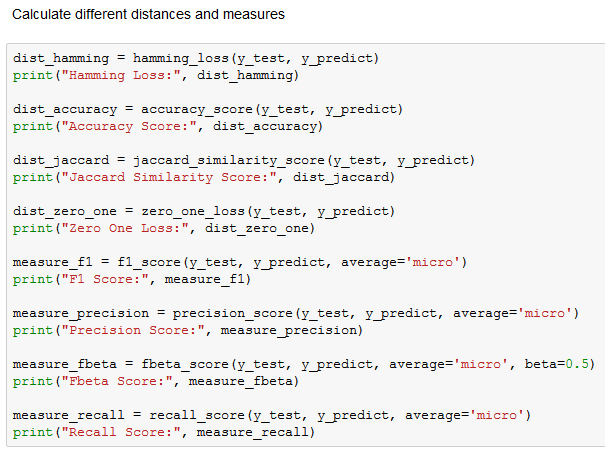 Calculate different distances and measures
dist_hamming = hamming_loss(y_test, y_predict)
print("Hamming Loss:", dist_hamming)
dist_accuracy = accuracy_score(y_test, y_predict)
print("Accuracy Score:", dist_accuracy)
dist_jaccard = jaccard_similarity_score(y_test, y_predict)
print("Jaccard Similarity Score:", dist_jaccard)
dist_zero_one = zero_one_loss(y_test, y_predict)
print("Zero One Loss:", dist_zero_one)
measure_f1 = f1_score(y_test, y_predict, average='micro')
print("F1 Score:", measure_f1)
measure_precision = precision_score(y_test, y_predict, average='micro')
print("Precision Score:", measure_precision)
measure_fbeta = fbeta_score(y_test, y_predict, average='micro', beta=0.5)
print("Fbeta Score:", measure_fbeta)
measure_recall = recall_score(y_test, y_predict, average='micro')
print("Recall Score:", measure_recall)